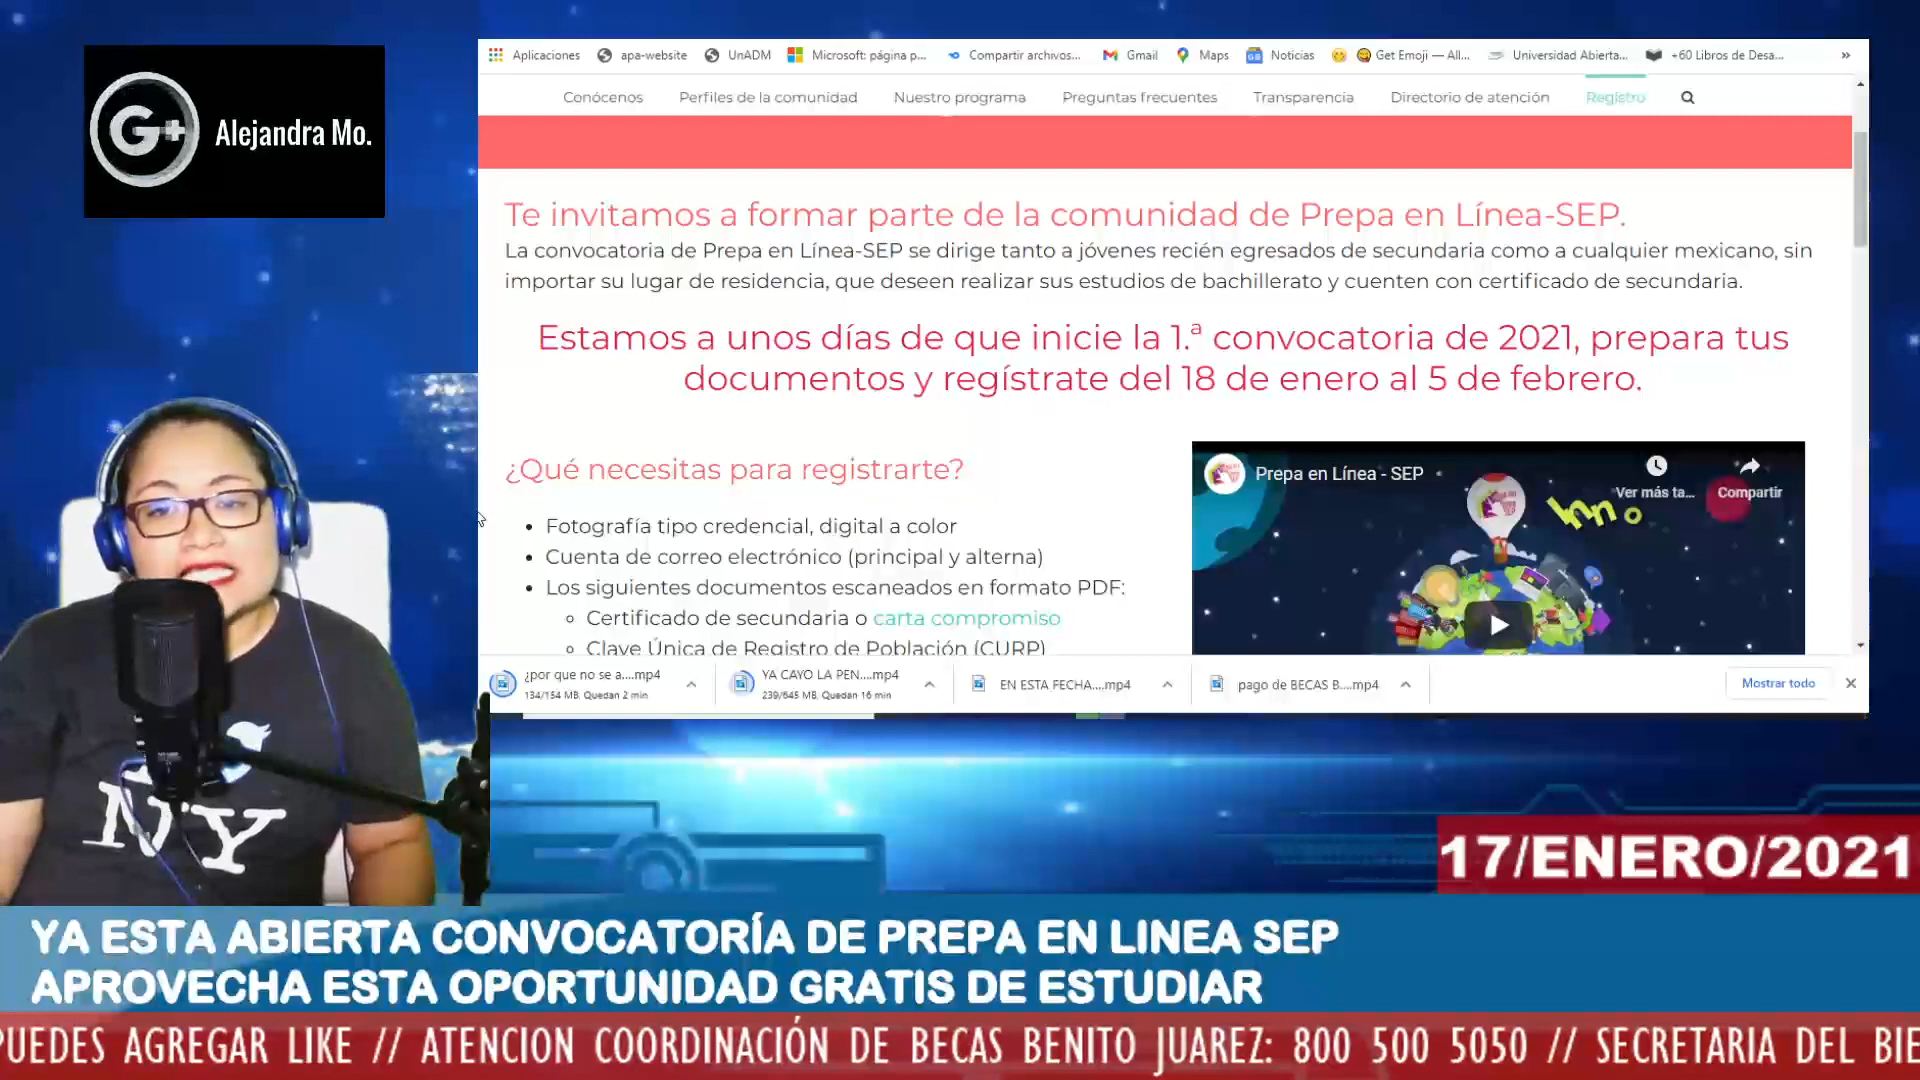 G+ Alejandra Mo.
Aplicaciones apa-website UnADM Microsoft: página p... Compartir archivos... Gmail Maps Noticias Get Emoji — All... Universidad Abierta... +60 Libros de Desa... »
Conócenos Perfiles de la comunidad Nuestro programa Preguntas frecuentes Transparencia Directorio de atención Registro
Te invitamos a formar parte de la comunidad de Prepa en Línea-SEP.
La convocatoria de Prepa en Línea-SEP se dirige tanto a jóvenes recién egresados de secundaria como a cualquier mexicano, sin
importar su lugar de residencia, que deseen realizar sus estudios de bachillerato y cuenten con certificado de secundaria.
Estamos a unos días de que inicie la 1.ª convocatoria de 2021, prepara tus
documentos y regístrate del 18 de enero al 5 de febrero.
¿Qué necesitas para registrarte?
• Fotografía tipo credencial, digital a color
• Cuenta de correo electrónico (principal y alterna)
• Los siguientes documentos escaneados en formato PDF:
◦ Certificado de secundaria o carta compromiso
◦ Clave Única de Registro de Población (CURP)
Prepa en Línea - SEP
Ver más ta... Compartir
¿por que no se a....mp4
134/154 MB, Quedan 2 min
YA CAYO LA PEN....mp4
239/645 MB, Quedan 16 min
EN ESTA FECHA....mp4
pago de BECAS B....mp4
Mostrar todo
NY
17/ENERO/2021
YA ESTA ABIERTA CONVOCATORÍA DE PREPA EN LINEA SEP
APROVECHA ESTA OPORTUNIDAD GRATIS DE ESTUDIAR
PUEDES AGREGAR LIKE // ATENCION COORDINACIÓN DE BECAS BENITO JUAREZ: 800 500 5050 // SECRETARIA DEL BIE